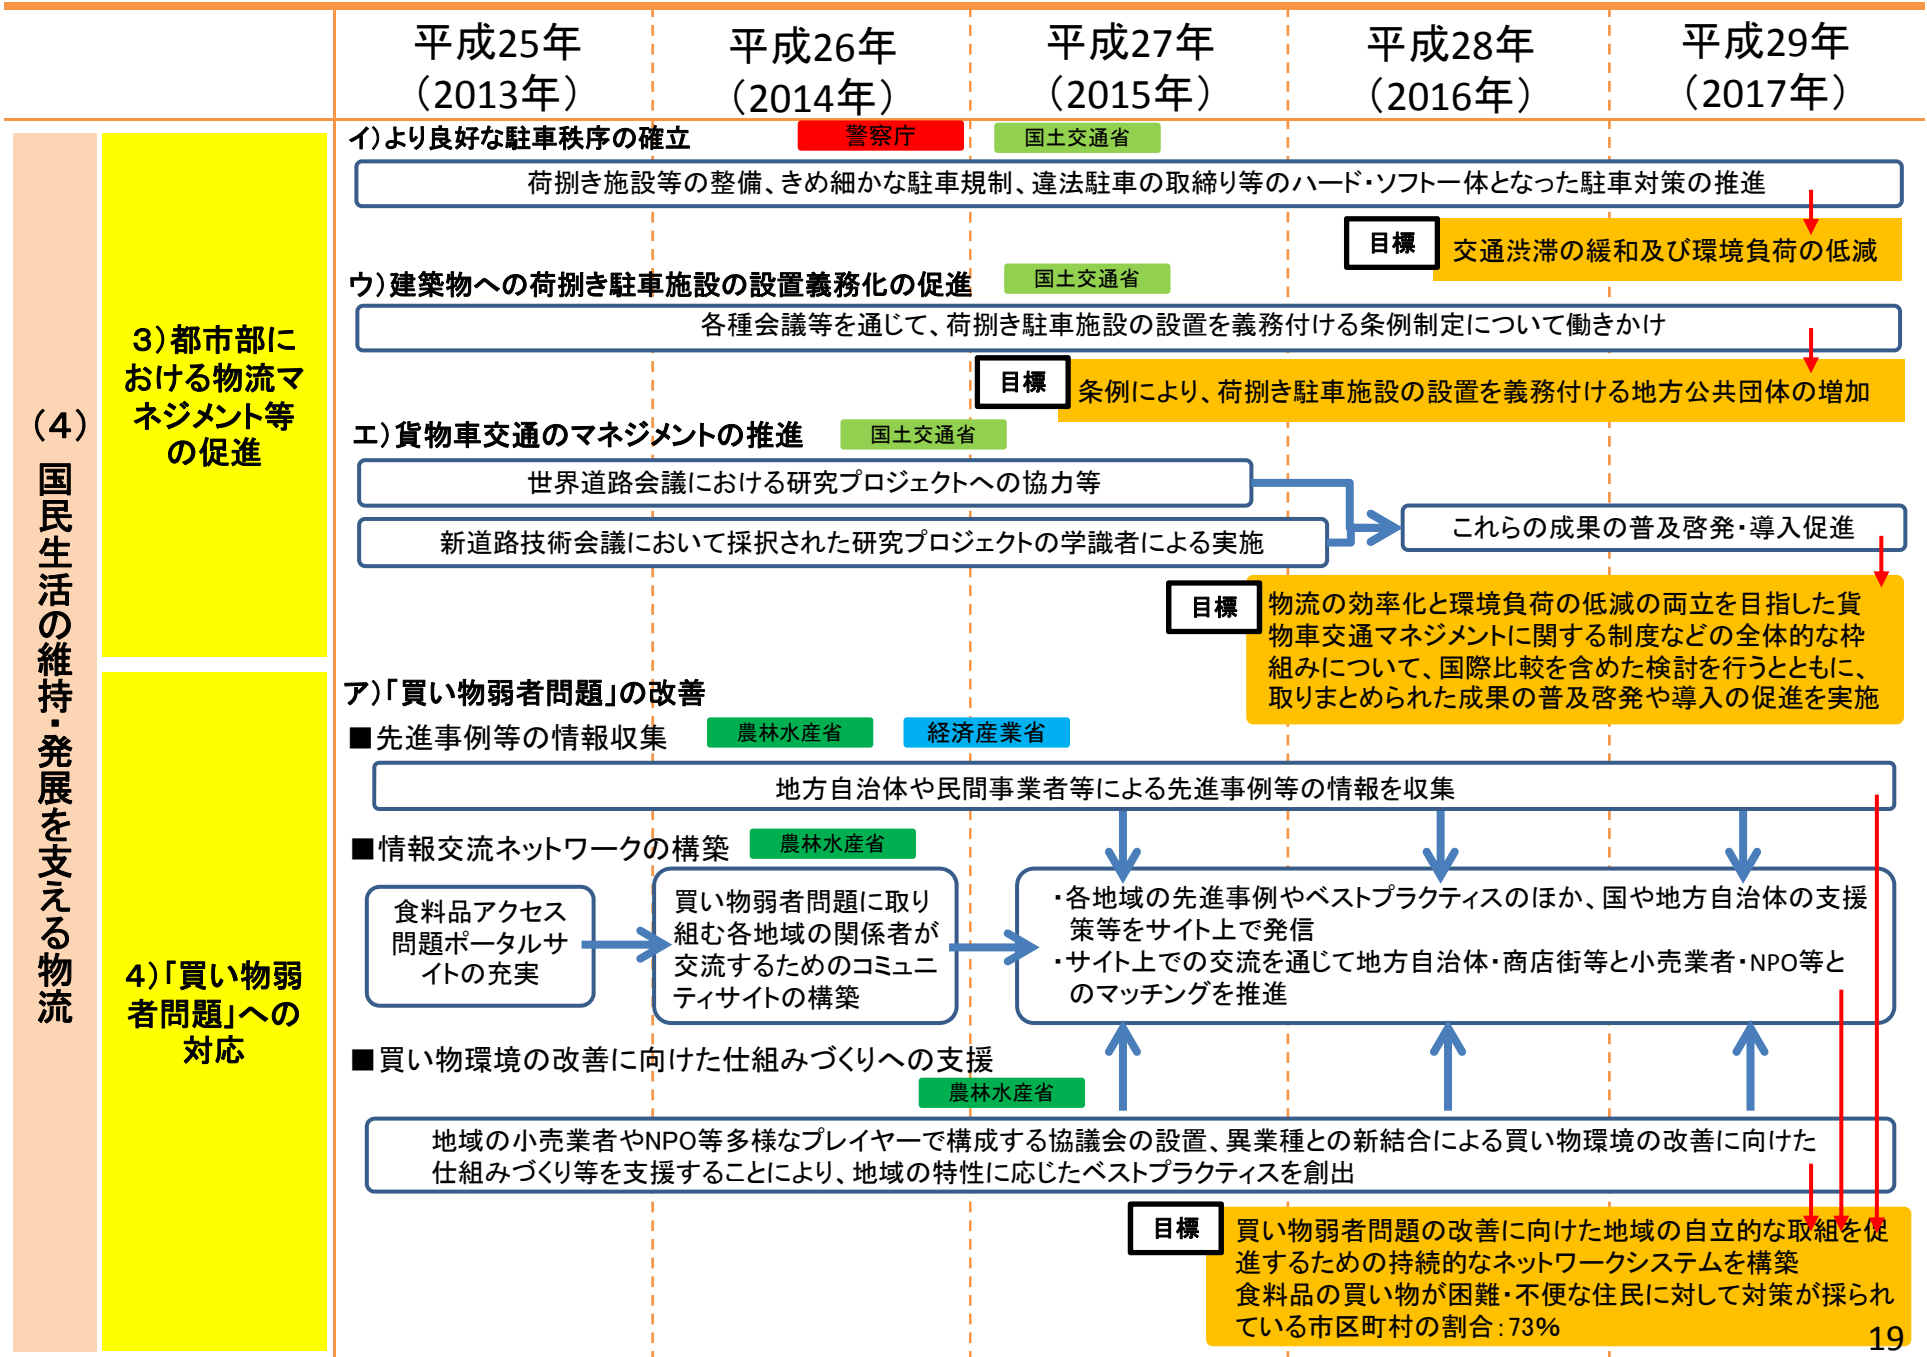 平成25年
（2013年）
平成26年
（2014年）
平成27年
（2015年）
平成28年
（2016年）
平成29年
（2017年）
（4）国民生活の維持・発展を支える物流
3）都市部に
おける物流マ
ネジメント等
の促進
イ）より良好な駐車秩序の確立
警察庁
国土交通省
荷捌き施設等の整備、きめ細かな駐車規制、違法駐車の取締り等のハード・ソフト一体となった駐車対策の推進
目標
交通渋滞の緩和及び環境負荷の低減
ウ）建築物への荷捌き駐車施設の設置義務化の促進
国土交通省
各種会議等を通じて、荷捌き駐車施設の設置を義務付ける条例制定について働きかけ
目標
条例により、荷捌き駐車施設の設置を義務付ける地方公共団体の増加
エ）貨物車交通のマネジメントの推進
国土交通省
世界道路会議における研究プロジェクトへの協力等
新道路技術会議において採択された研究プロジェクトの学識者による実施
これらの成果の普及啓発・導入促進
目標
物流の効率化と環境負荷の低減の両立を目指した貨
物車交通マネジメントに関する制度などの全体的な枠
組みについて、国際比較を含めた検討を行うとともに、
取りまとめられた成果の普及啓発や導入の促進を実施
4）「買い物弱
者問題」への
対応
ア）「買い物弱者問題」の改善
■先進事例等の情報収集
農林水産省
経済産業省
地方自治体や民間事業者等による先進事例等の情報を収集
■情報交流ネットワークの構築
農林水産省
食料品アクセス
問題ポータルサ
イトの充実
買い物弱者問題に取り
組む各地域の関係者が
交流するためのコミュニ
ティサイトの構築
・各地域の先進事例やベストプラクティスのほか、国や地方自治体の支援
策等をサイト上で発信
・サイト上での交流を通じて地方自治体・商店街等と小売業者・NPO等と
のマッチングを推進
■買い物環境の改善に向けた仕組みづくりへの支援
農林水産省
地域の小売業者やNPO等多様なプレイヤーで構成する協議会の設置、異業種との新結合による買い物環境の改善に向けた
仕組みづくり等を支援することにより、地域の特性に応じたベストプラクティスを創出
目標
買い物弱者問題の改善に向けた地域の自立的な取組を促
進するための持続的なネットワークシステムを構築
食料品の買い物が困難・不便な住民に対して対策が採られ
ている市区町村の割合：73%
19